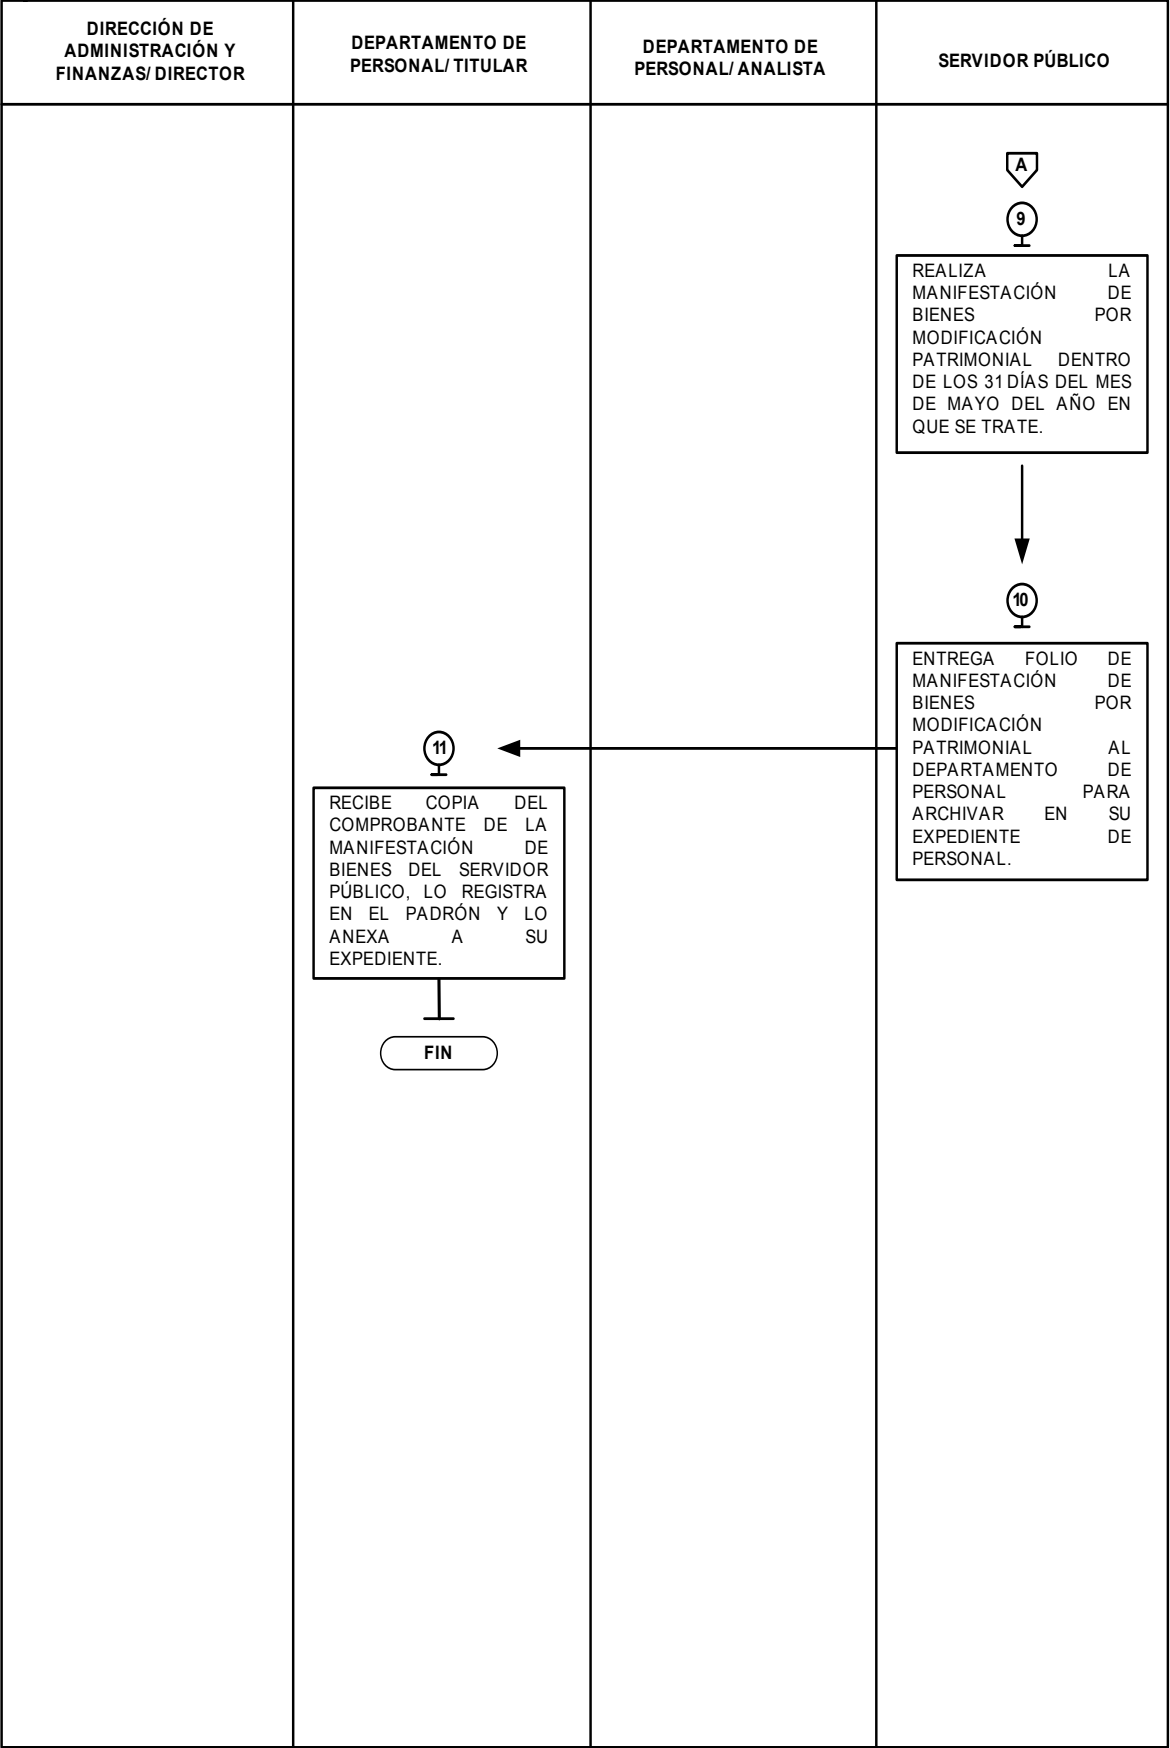 DIRECCIÓN DE
ADMINISTRACIÓN Y
FINANZAS/ DIRECTOR
DEPARTAMENTO DE
PERSONAL/ TITULAR
DEPARTAMENTO DE
PERSONAL/ ANALISTA
SERVIDOR PÚBLICO
A
9
REALIZA LA
MANIFESTACIÓN DE
BIENES POR
MODIFICACIÓN
PATRIMONIAL DENTRO
DE LOS 31 DÍAS DEL MES
DE MAYO DEL AÑO EN
QUE SE TRATE.
10
ENTREGA FOLIO DE
MANIFESTACIÓN DE
BIENES POR
MODIFICACIÓN
PATRIMONIAL AL
DEPARTAMENTO DE
PERSONAL PARA
ARCHIVAR EN SU
EXPEDIENTE DE
PERSONAL.
11
RECIBE COPIA DEL
COMPROBANTE DE LA
MANIFESTACIÓN DE
BIENES DEL SERVIDOR
PÚBLICO, LO REGISTRA
EN EL PADRÓN Y LO
ANEXA A SU
EXPEDIENTE.
FIN